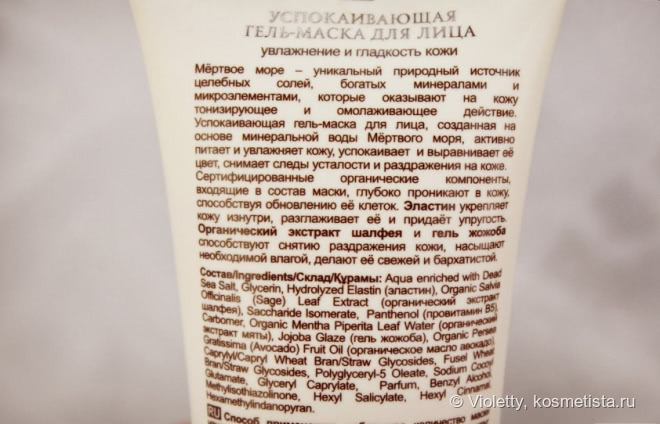 УСПОКАИВАЮЩАЯ
ГЕЛЬ-МАСКА ДЛЯ ЛИЦА
увлажнение и гладкость кожи
Мёртвое море – уникальный природный источник
целебных солей, богатых минералами и
микроэлементами, которые оказывают на кожу
тонизирующее и омолаживающее действие.
Успокаивающая гель-маска для лица, созданная на
основе минеральной воды Мёртвого моря, активно
питает и увлажняет кожу, успокаивает и выравнивает её
цвет, снимает следы усталости и раздражения на коже.
Сертифицированные органические компоненты,
входящие в состав маски, глубоко проникают в кожу,
способствуя обновлению её клеток. Эластин укрепляет
кожу изнутри, разглаживает её и придаёт упругость.
Органический экстракт шалфея и гель жожоба
способствуют снятию раздражения кожи, насыщают
необходимой влагой, делают её свежей и бархатистой.
Состав/Ingredients/Склад/Құрамы: Aqua enriched with Dead
Sea Salt, Glycerin, Hydrolyzed Elastin (эластин), Organic Salvia
Officinalis (Sage) Leaf Extract (органический экстракт
шалфея), Saccharide Isomerate, Panthenol (провитамин B5),
Carbomer, Organic Mentha Piperita Leaf Water (органический
экстракт мяты), Jojoba Glaze (гель жожоба), Organic Persea
Gratissima (Avocado) Fruit Oil (органическое масло авокадо),
Caprylyl/Capryl Wheat Bran/Straw Glycosides, Fusel Wheat
Bran/Straw Glycosides, Polyglyceryl-5 Oleate, Sodium Cocoyl
Glutamate, Glyceryl Caprylate, Parfum, Benzyl Alcohol,
Methylisothiazolinone, Hexyl Salicylate, Hexyl Cinnamal,
Hexamethylindanopyran.
RU Способ количество маски
© Violetty, kosmetista.ru